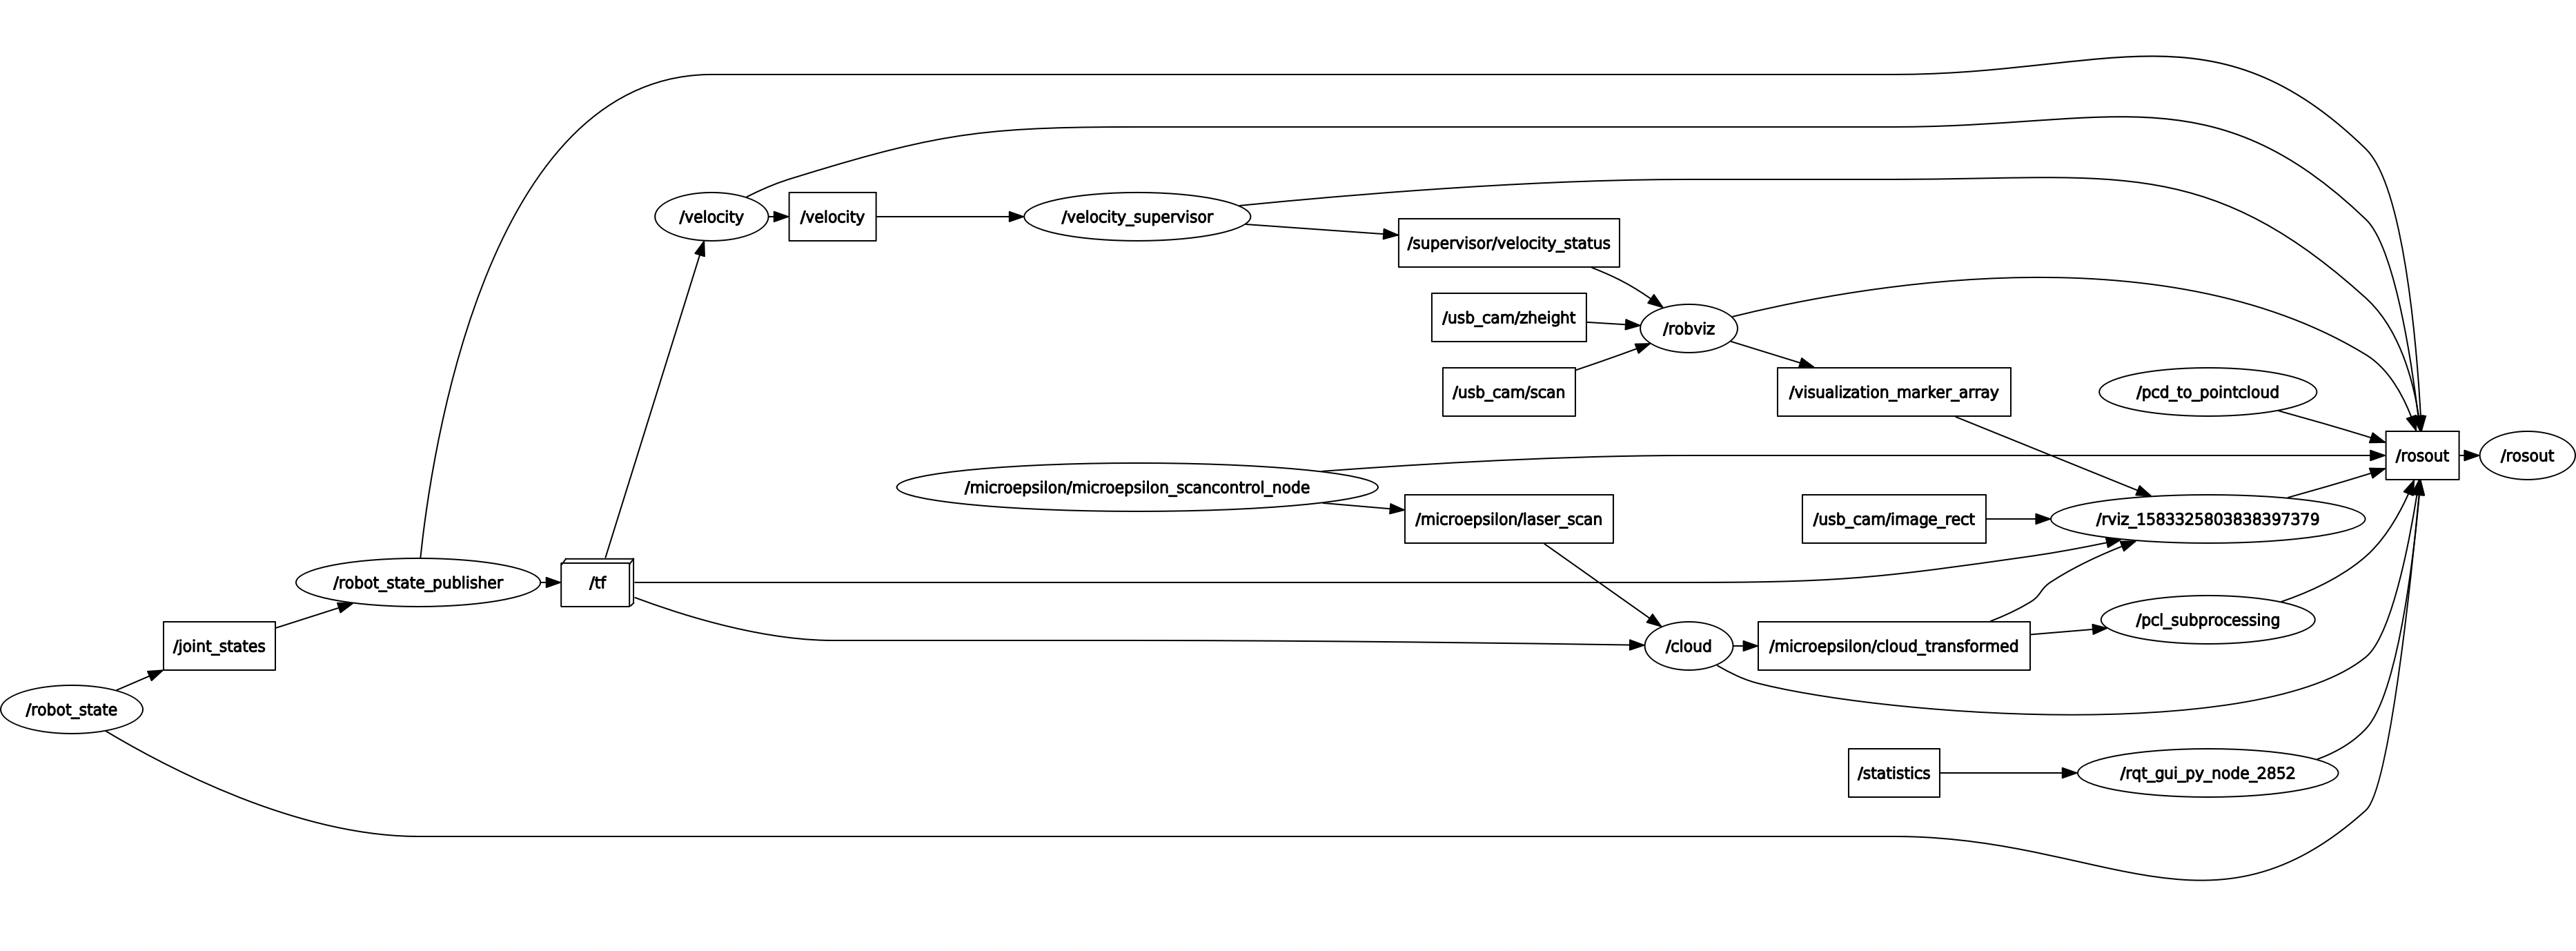 /velocity
/velocity
/velocity_supervisor
/supervisor/velocity_status
/usb_cam/zheight
/robviz
/usb_cam/scan
/visualization_marker_array
/pcd_to_pointcloud
/rosout
/rosout
/microepsilon/microepsilon_scancontrol_node
/microepsilon/laser_scan
/usb_cam/image_rect
/rviz_1583325803838397379
/robot_state_publisher
/tf
/joint_states
/cloud
/microepsilon/cloud_transformed
/pcl_subprocessing
/robot_state
/statistics
/rqt_gui_py_node_2852